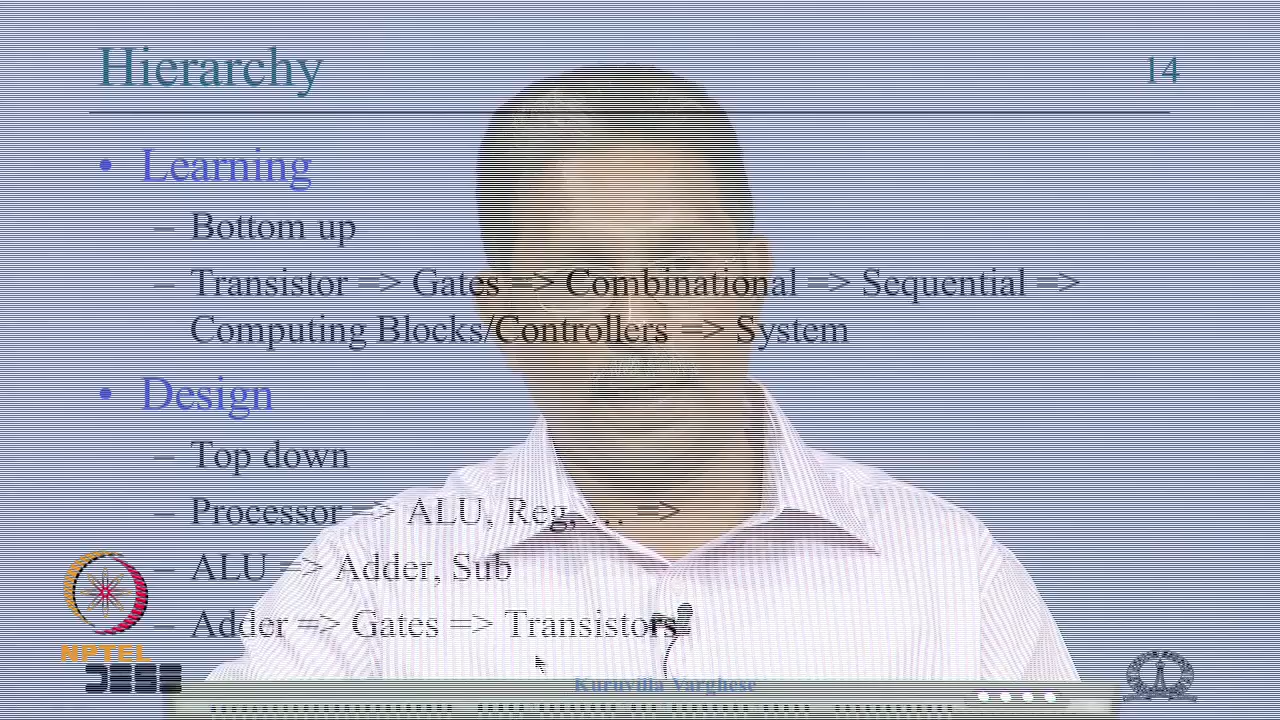 Hierarchy 14
• Learning
– Bottom up
– Transistor => Gates => Combinational => Sequential =>
Computing Blocks/Controllers => System
• Design
– Top down
– Processor => ALU, Reg, … =>
– ALU => Adder, Sub
– Adder => Gates => Transistors
NPTEL
Kuruvilla Varghese